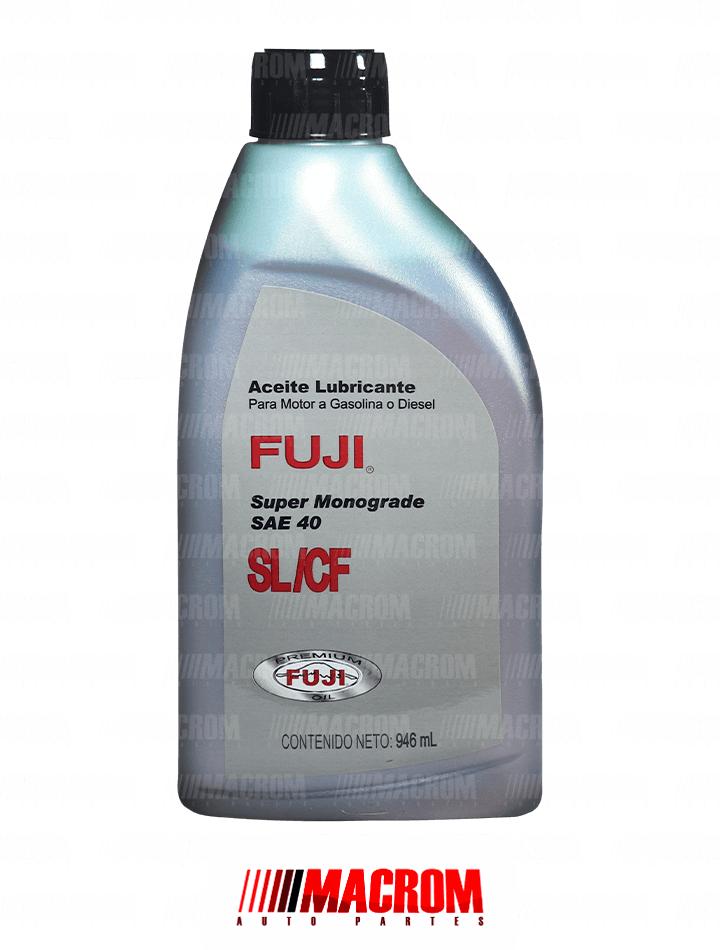 Aceite Lubricante
Para Motor a Gasolina o Diesel
FUJI®
Super Monograde
SAE 40
SL/CF
PREMIUM
FUJI
OIL
CONTENIDO NETO: 946 mL
MACROM
AUTO PARTES